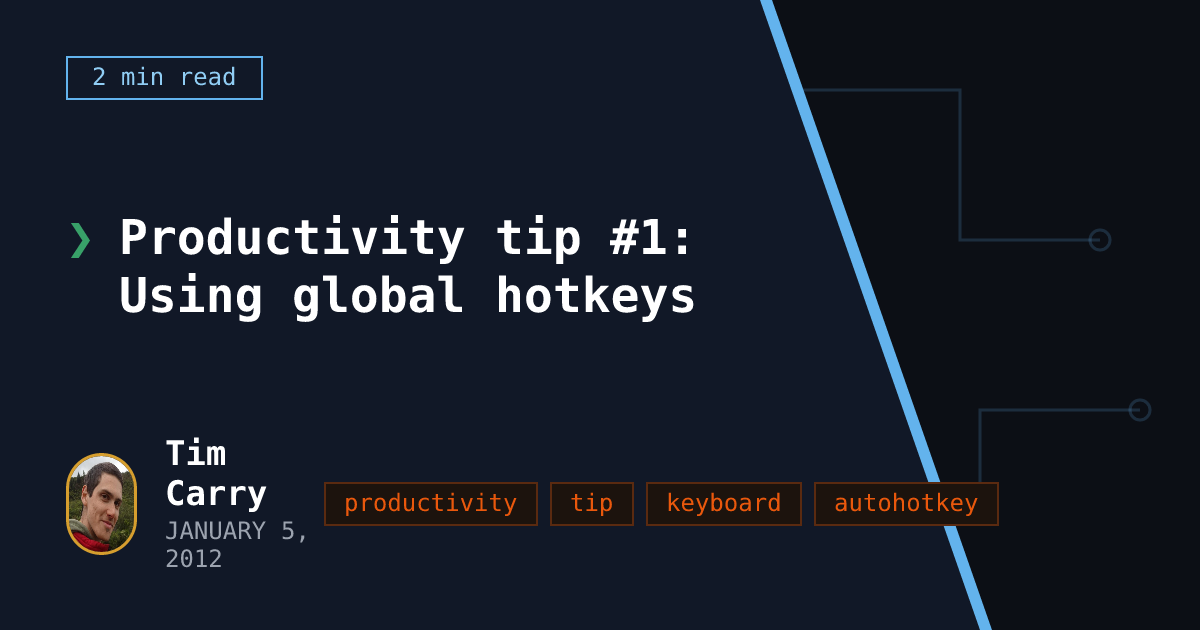 2 min read
❯ Productivity tip #1:
Using global hotkeys
Tim
Carry
JANUARY 5,
2012
productivity tip keyboard autohotkey